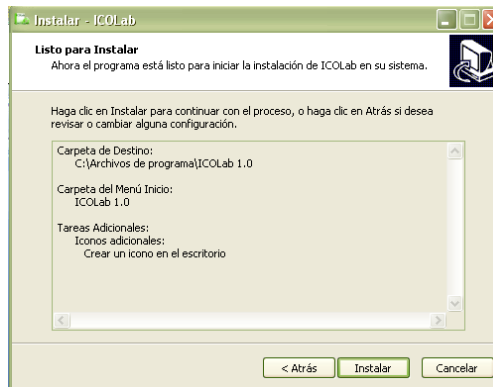 Instalar - ICOLab
Listo para Instalar
Ahora el programa está listo para iniciar la instalación de ICOLab en su sistema.
Haga clic en Instalar para continuar con el proceso, o haga clic en Atrás si desea
revisar o cambiar alguna configuración.
Carpeta de Destino:
C:\Archivos de programa\ICOLab 1.0
Carpeta del Menú Inicio:
ICOLab 1.0
Tareas Adicionales:
Iconos adicionales:
Crear un icono en el escritorio
< Atrás
Instalar
Cancelar